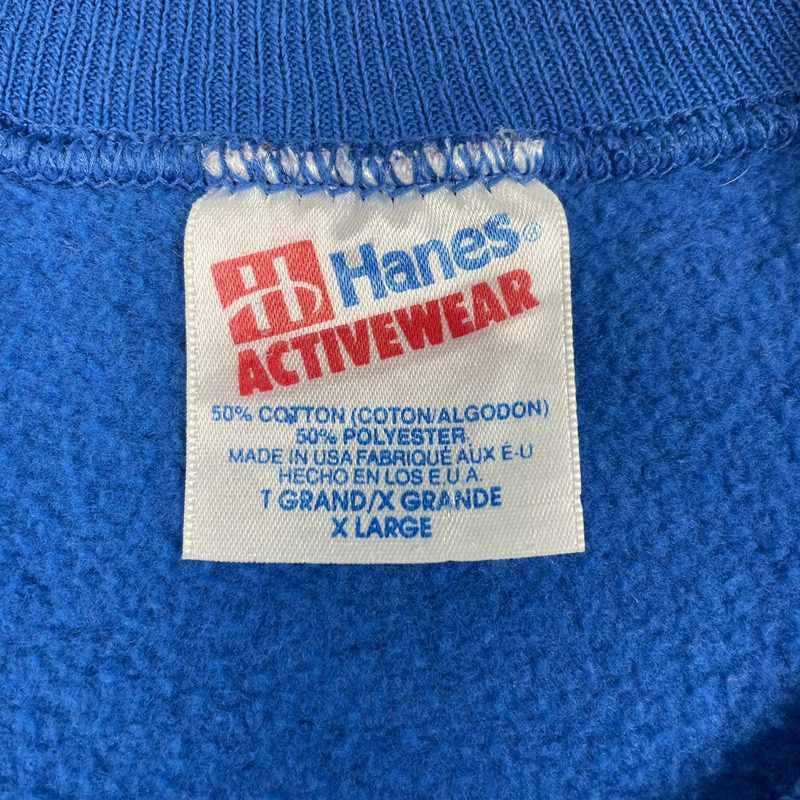 Hanes®
ACTIVEWEAR
50% COTTON (COTON/ALGODON)
50% POLYESTER
MADE IN USA FABRIQUÉ AUX É-U
HECHO EN LOS E.U.A.
T GRAND/X GRANDE
X LARGE